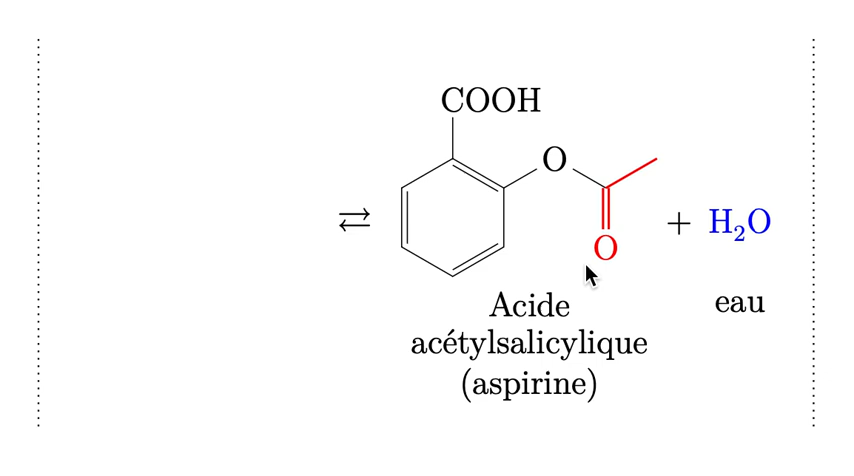 COOH
O
⇄
+ H₂O
O
Acide
acétylsalicylique
(aspirine)
eau